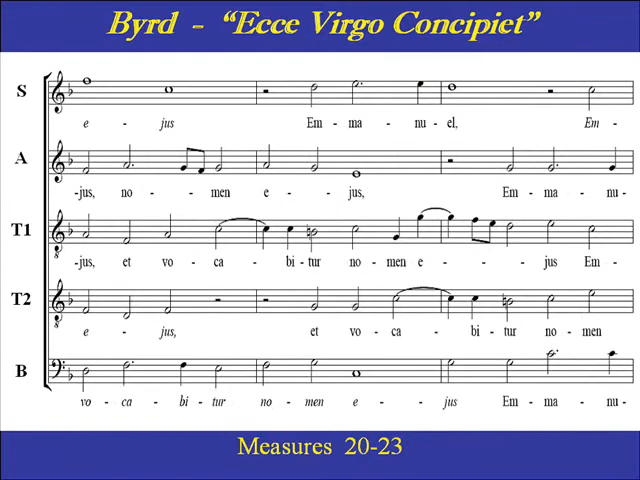 Byrd - “Ecce Virgo Concipiet”
S
e - jus Em - ma - nu - el, Em -
A
-jus, no - - men e - jus, Em - ma - nu -
T1
-jus, et vo - ca - bi - tur no-men e - - jus Em -
8
T2
e - jus, et vo - ca - bi - tur no - men
8
B
vo - ca - bi - tur no - men e - jus Em - ma - nu -
Measures 20-23